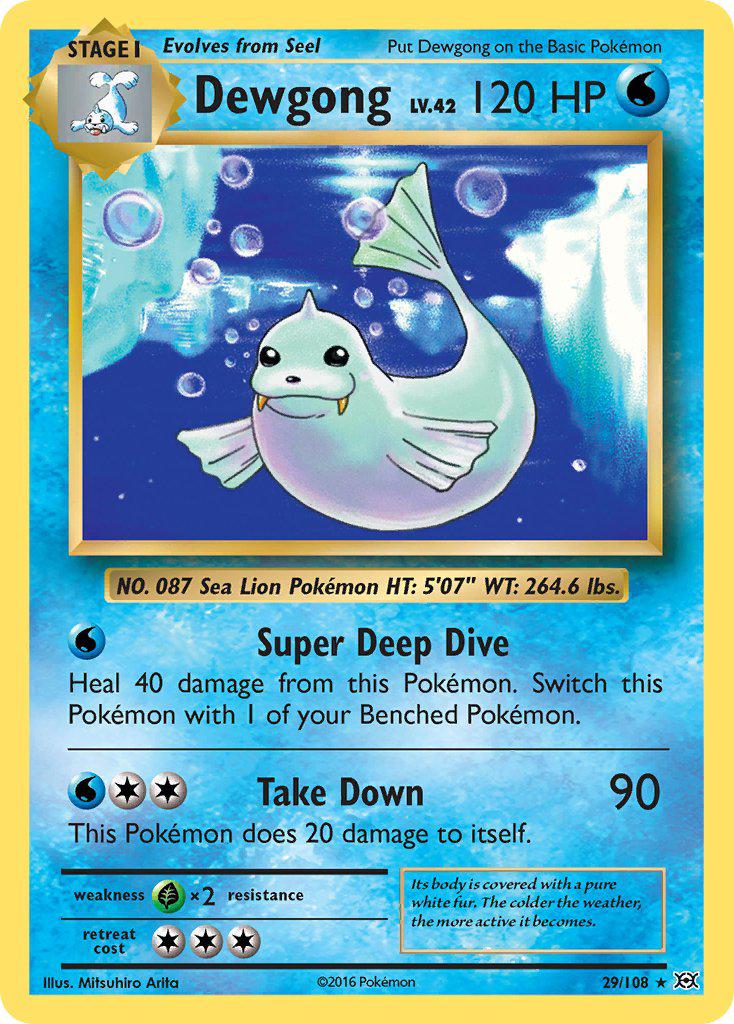 STAGE 1 Evolves from Seel Put Dewgong on the Basic Pokémon
Dewgong LV.42 120 HP
NO. 087 Sea Lion Pokémon HT: 5'07" WT: 264.6 lbs.
Super Deep Dive
Heal 40 damage from this Pokémon. Switch this
Pokémon with 1 of your Benched Pokémon.
Take Down 90
This Pokémon does 20 damage to itself.
weakness ×2 resistance
retreat
cost
Its body is covered with a pure
white fur. The colder the weather,
the more active it becomes.
Illus. Mitsuhiro Arita ©2016 Pokémon 29/108 ★